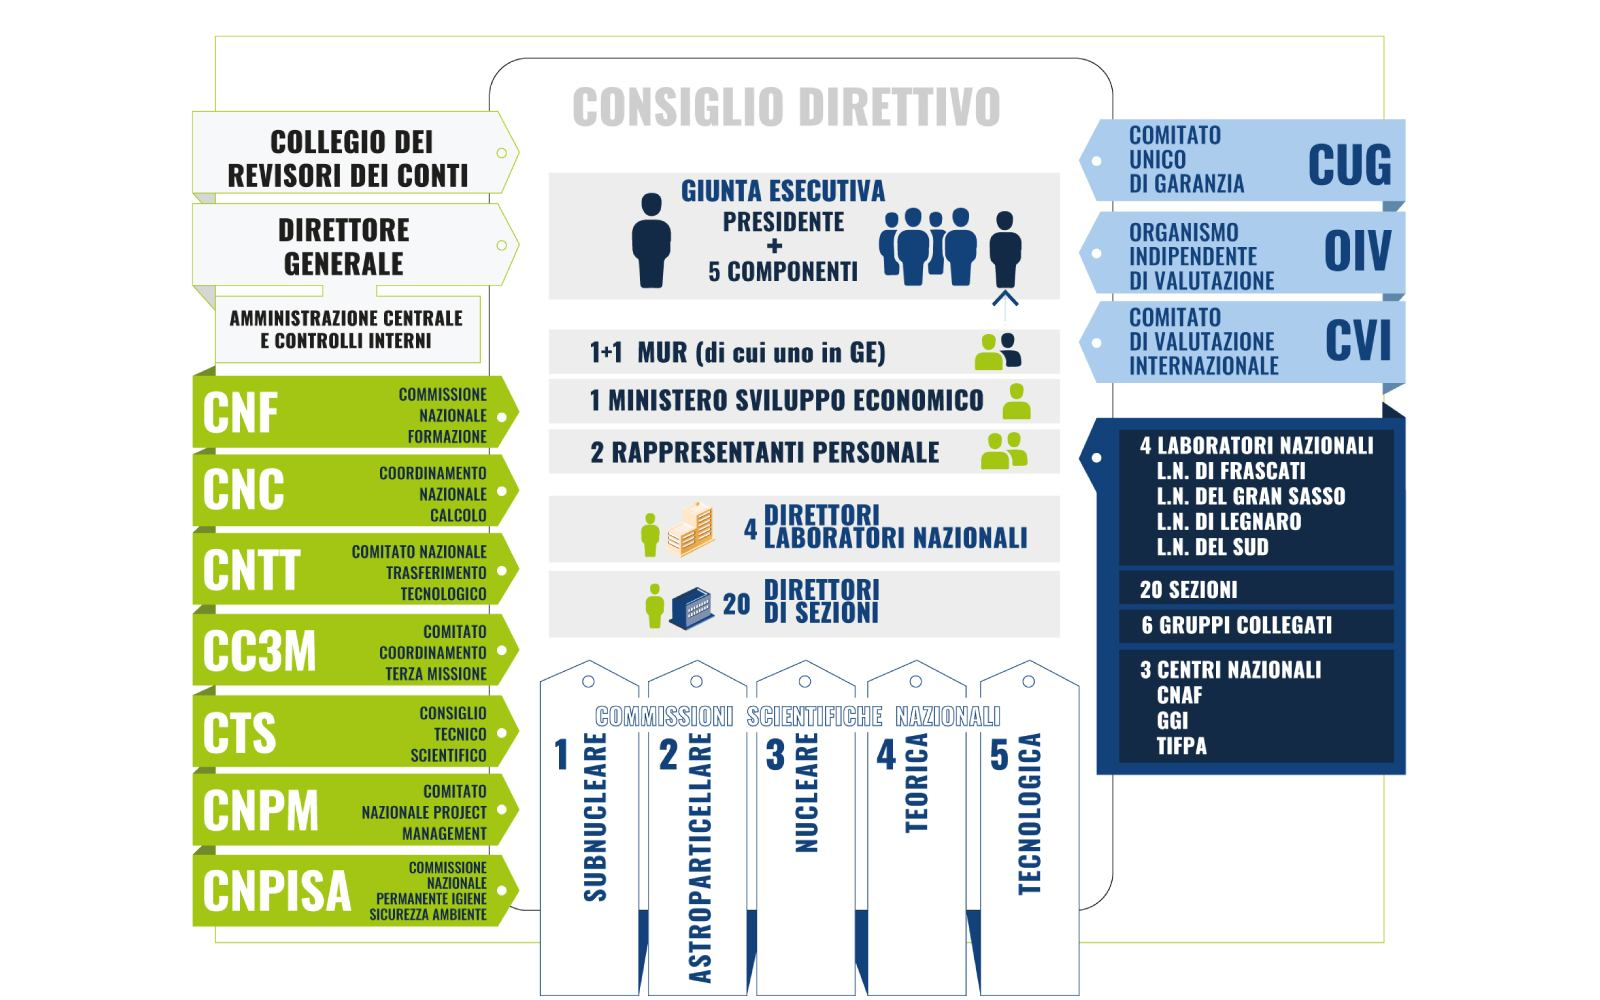 CONSIGLIO DIRETTIVO
COLLEGIO DEI
REVISORI DEI CONTI
DIRETTORE
GENERALE
AMMINISTRAZIONE CENTRALE
E CONTROLLI INTERNI
CNF
COMMISSIONE
NAZIONALE
FORMAZIONE
CNC
COORDINAMENTO
NAZIONALE
CALCOLO
CNTT
COMITATO NAZIONALE
TRASFERIMENTO
TECNOLOGICO
CC3M
COMITATO
COORDINAMENTO
TERZA MISSIONE
CTS
CONSIGLIO
TECNICO
SCIENTIFICO
CNPM
COMITATO
NAZIONALE PROJECT
MANAGEMENT
CNPISA
COMMISSIONE
NAZIONALE
PERMANENTE IGIENE
SICUREZZA AMBIENTE
GIUNTA ESECUTIVA
PRESIDENTE
+
5 COMPONENTI
1+1 MUR (di cui uno in GE)
1 MINISTERO SVILUPPO ECONOMICO
2 RAPPRESENTANTI PERSONALE
4 DIRETTORI
LABORATORI NAZIONALI
20 DIRETTORI
DI SEZIONI
COMMISSIONI SCIENTIFICHE NAZIONALI
1 SUBNUCLEARE
2 ASTROPARTICELLARE
3 NUCLEARE
4 TEORICA
5 TECNOLOGICA
COMITATO
UNICO
DI GARANZIA
CUG
ORGANISMO
INDIPENDENTE
DI VALUTAZIONE
OIV
COMITATO
DI VALUTAZIONE
INTERNAZIONALE
CVI
4 LABORATORI NAZIONALI
L.N. DI FRASCATI
L.N. DEL GRAN SASSO
L.N. DI LEGNARO
L.N. DEL SUD
20 SEZIONI
6 GRUPPI COLLEGATI
3 CENTRI NAZIONALI
CNAF
GGI
TIFPA